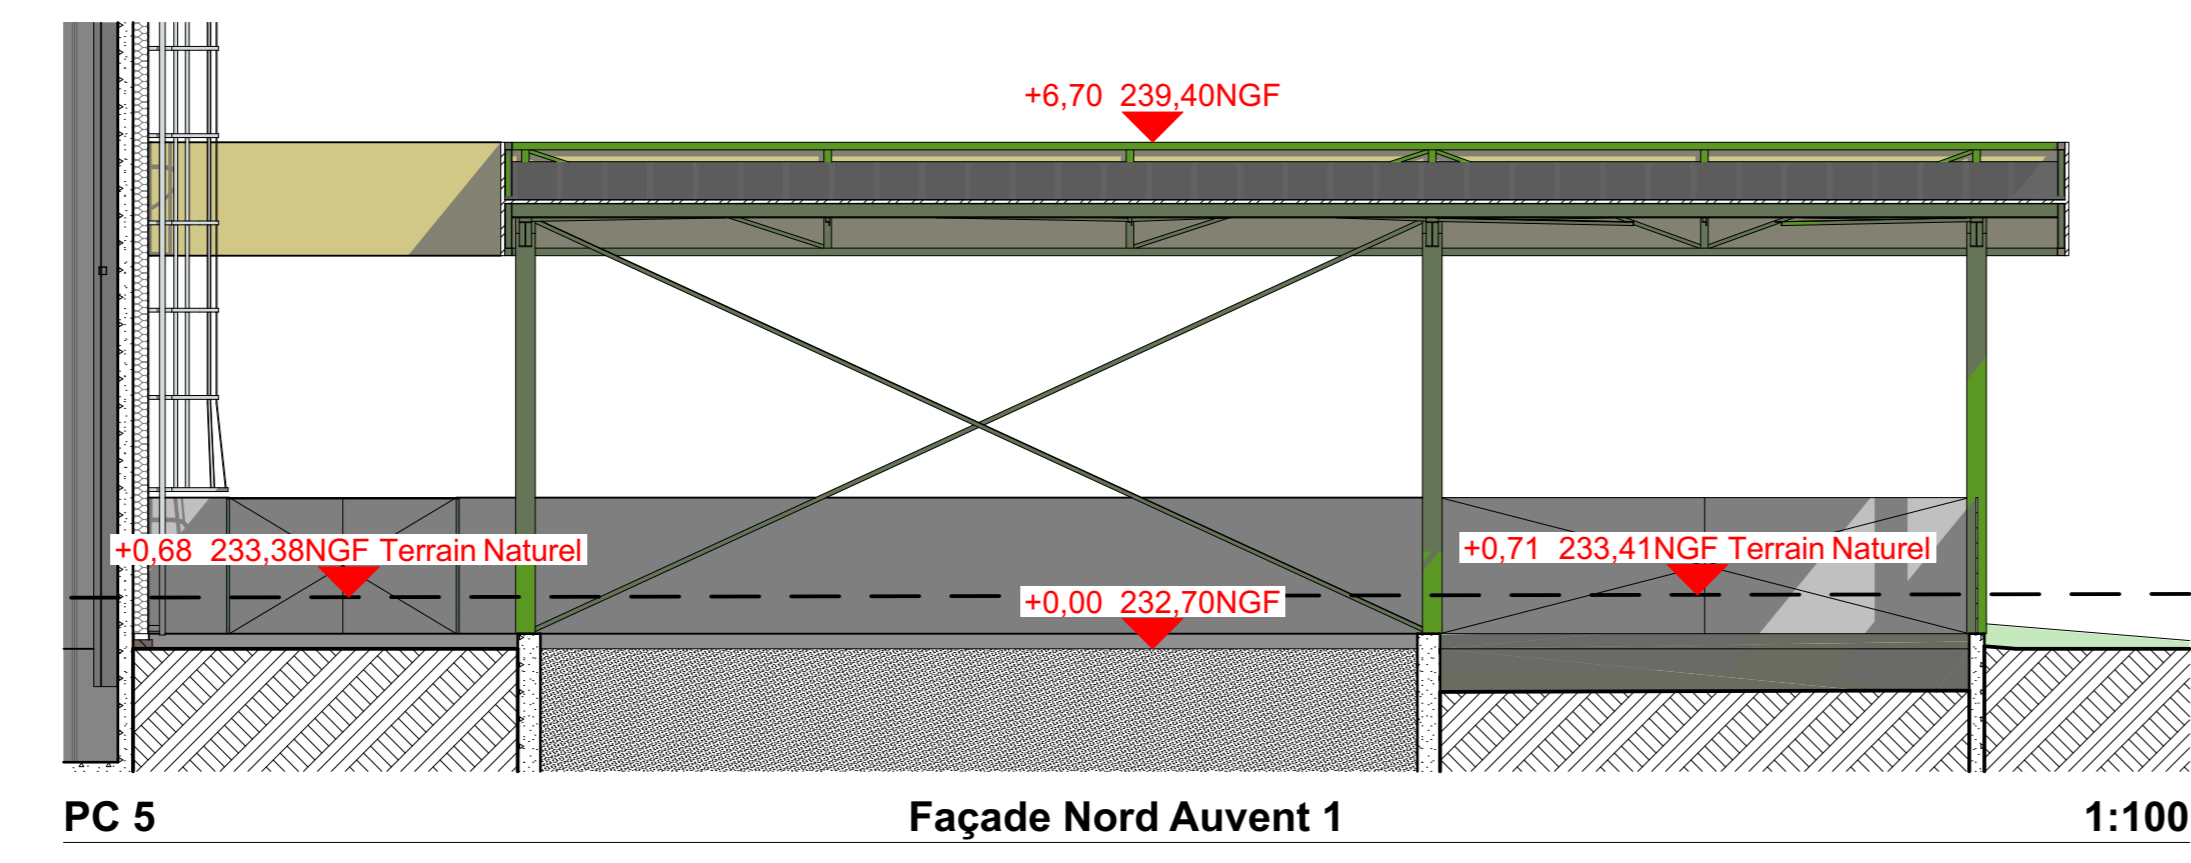 +6,70 239,40NGF
+0,68 233,38NGF Terrain Naturel
+0,71 233,41NGF Terrain Naturel
+0,00 232,70NGF
PC 5 Façade Nord Auvent 1 1:100